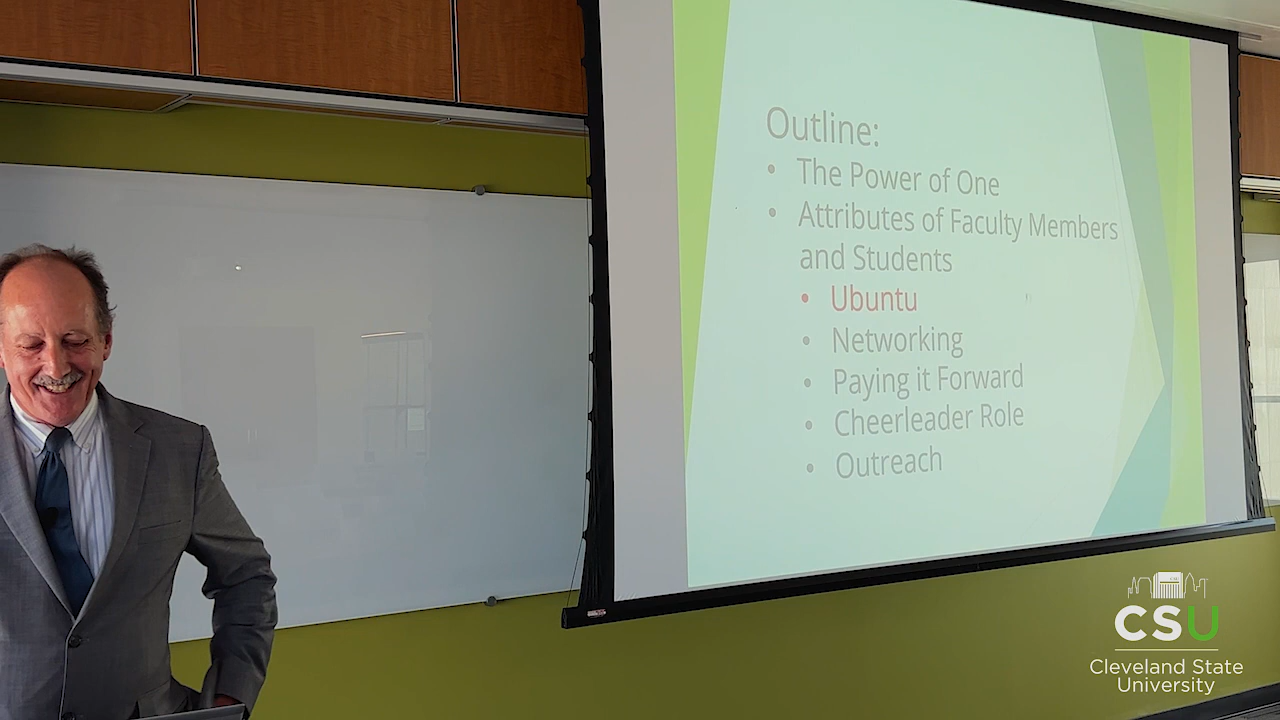 Outline:
• The Power of One
• Attributes of Faculty Members
and Students
• Ubuntu
• Networking
• Paying it Forward
• Cheerleader Role
• Outreach
CSU
Cleveland State
University